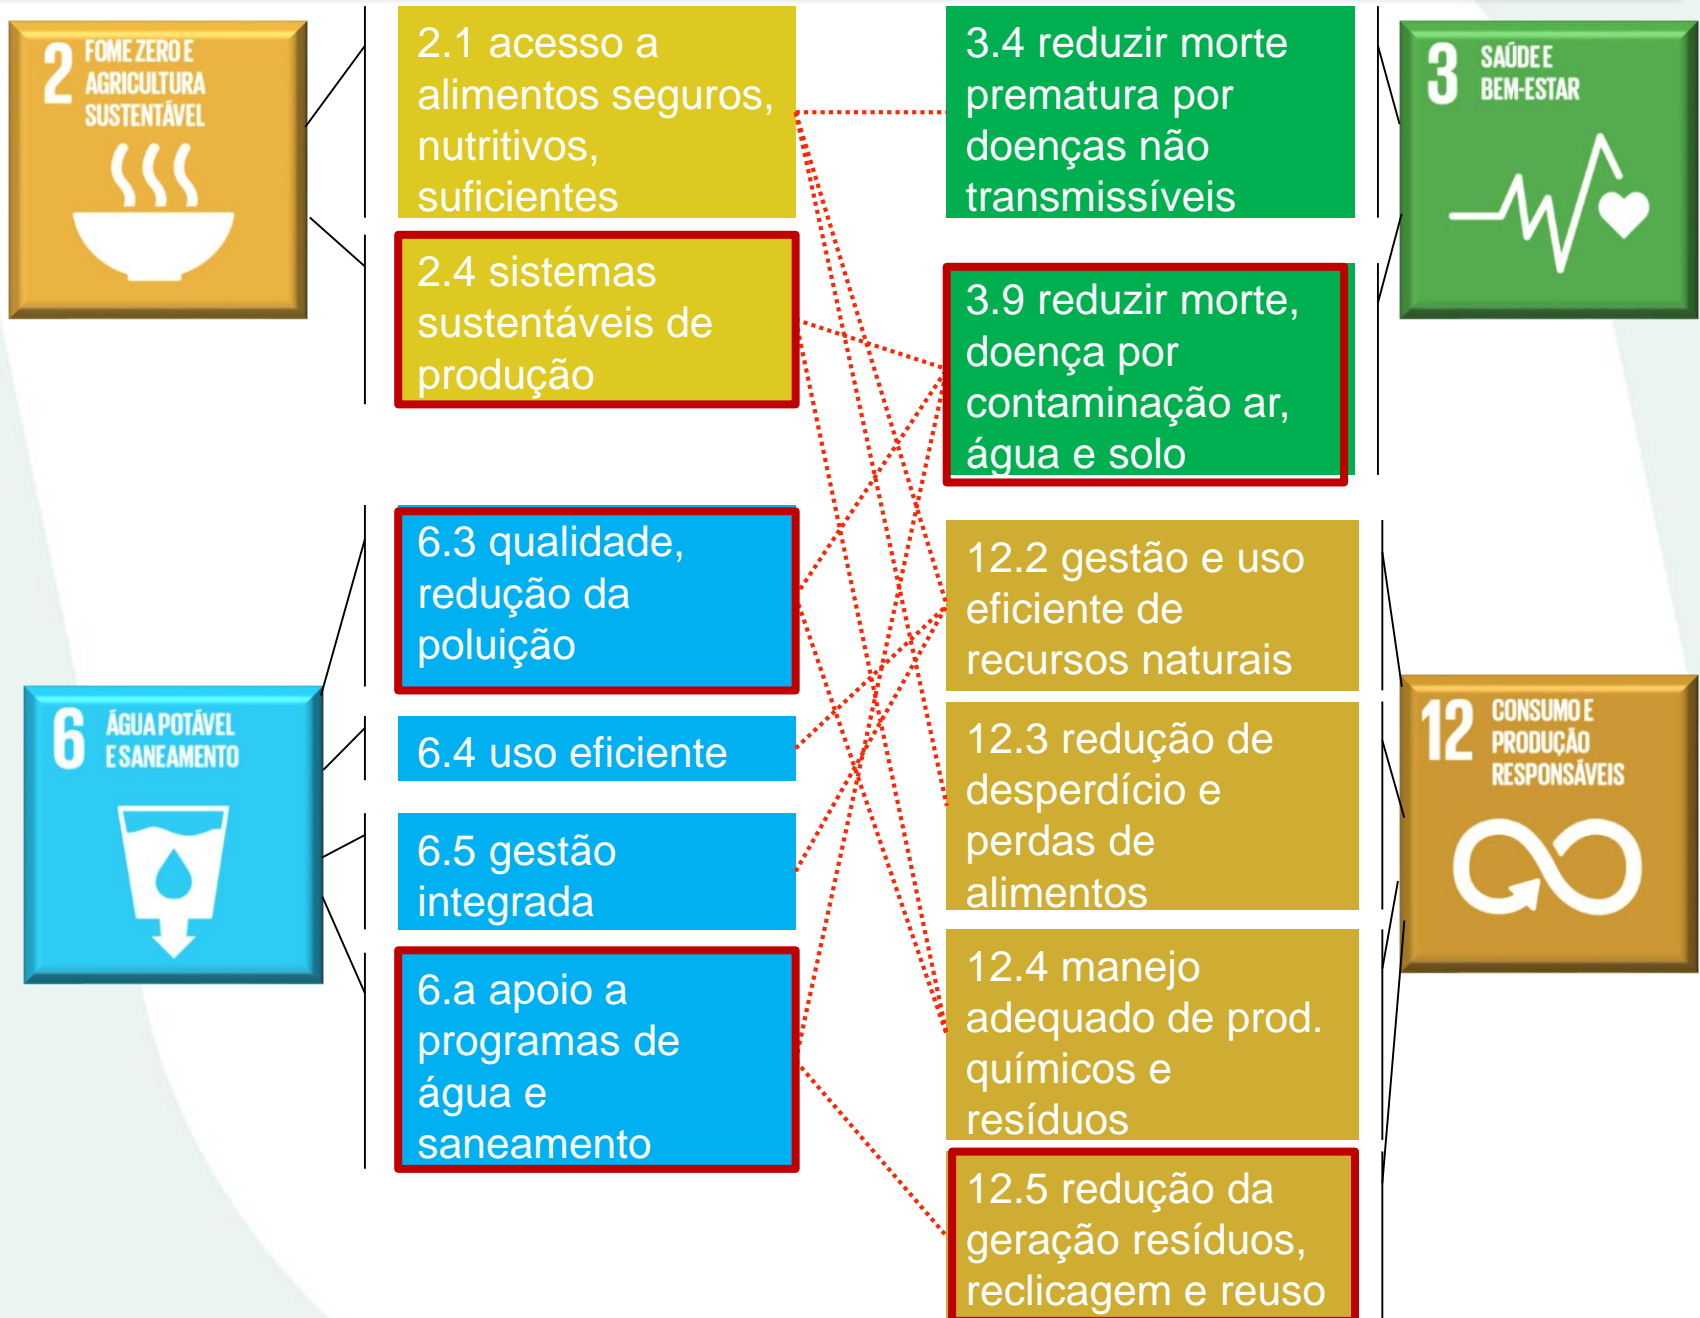 2 FOME ZERO E
AGRICULTURA
SUSTENTÁVEL
2.1 acesso a
alimentos seguros,
nutritivos,
suficientes
2.4 sistemas
sustentáveis de
produção
3.4 reduzir morte
prematura por
doenças não
transmissíveis
3.9 reduzir morte,
doença por
contaminação ar,
água e solo
3 SAÚDE E
BEM-ESTAR
6 ÁGUA POTÁVEL
E SANEAMENTO
6.3 qualidade,
redução da
poluição
6.4 uso eficiente
6.5 gestão
integrada
6.a apoio a
programas de
água e
saneamento
12.2 gestão e uso
eficiente de
recursos naturais
12.3 redução de
desperdício e
perdas de
alimentos
12.4 manejo
adequado de prod.
químicos e
resíduos
12.5 redução da
geração resíduos,
reclicagem e reuso
12 CONSUMO E
PRODUÇÃO
RESPONSÁVEIS